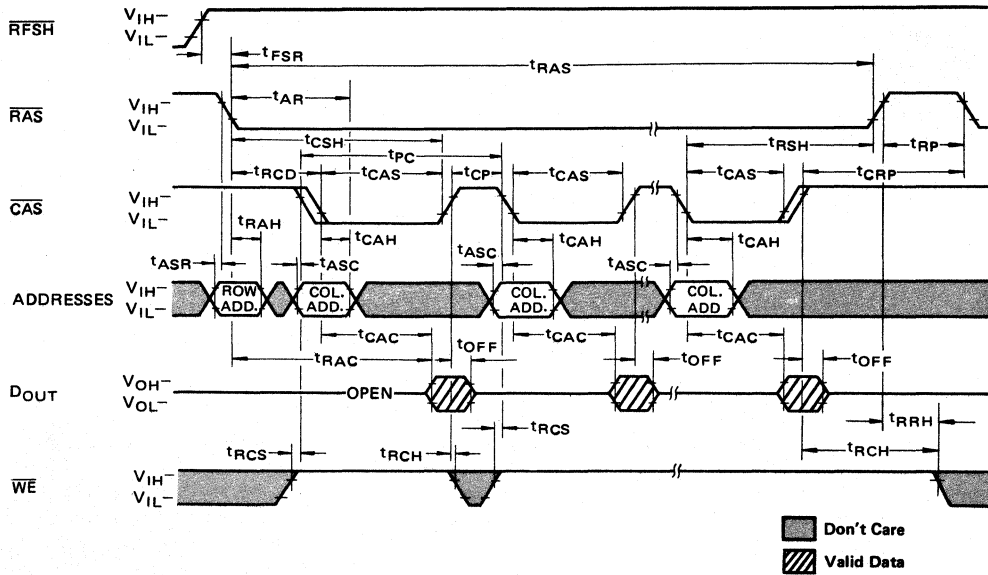 RFSH
VIH–
VIL–
tFSR
tRAS
RAS
VIH–
VIL–
tAR
tCSH
tPC
tRSH
tRP
tRCD
tCAS
tCP
tCAS
tCAS
tCRP
CAS
VIH–
VIL–
tRAH
tCAH
tCAH
tCAH
tASR
tASC
tASC
tASC
ADDRESSES
VIH–
VIL–
ROW ADD.
COL. ADD.
COL. ADD.
COL. ADD
tCAC
tCAC
tCAC
tRAC
tOFF
tOFF
tOFF
DOUT
VOH–
VOL–
OPEN
tRCS
tRRH
tRCS
tRCH
tRCH
WE
VIH–
VIL–
Don't Care
Valid Data